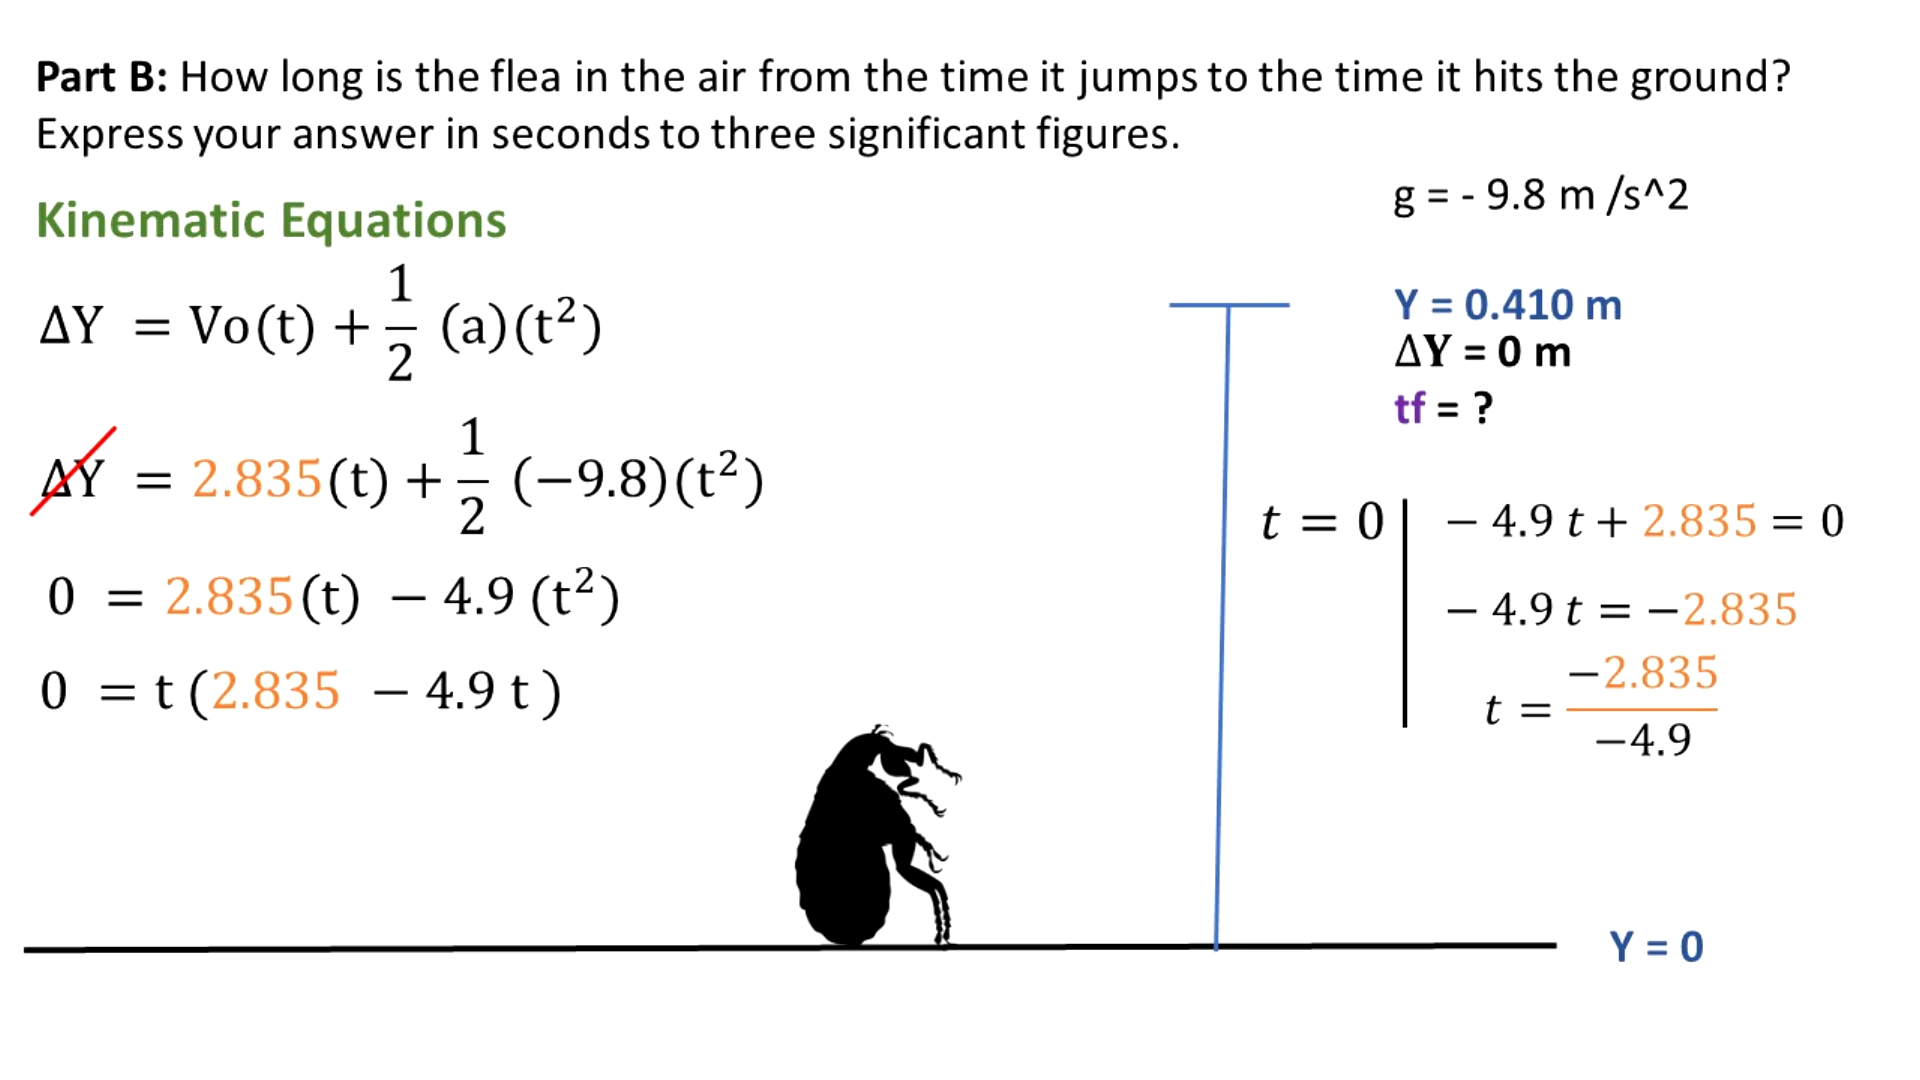 Part B: How long is the flea in the air from the time it jumps to the time it hits the ground?
Express your answer in seconds to three significant figures.
g = - 9.8 m /s^2
Kinematic Equations
ΔY = Vo(t) + 1/2 (a)(t²)
Y = 0.410 m
ΔY = 0 m
tf = ?
ΔY = 2.835(t) + 1/2 (−9.8)(t²)
0 = 2.835(t) − 4.9 (t²)
0 = t (2.835 − 4.9 t )
t = 0
− 4.9 t + 2.835 = 0
− 4.9 t = −2.835
t = −2.835/−4.9
Y = 0